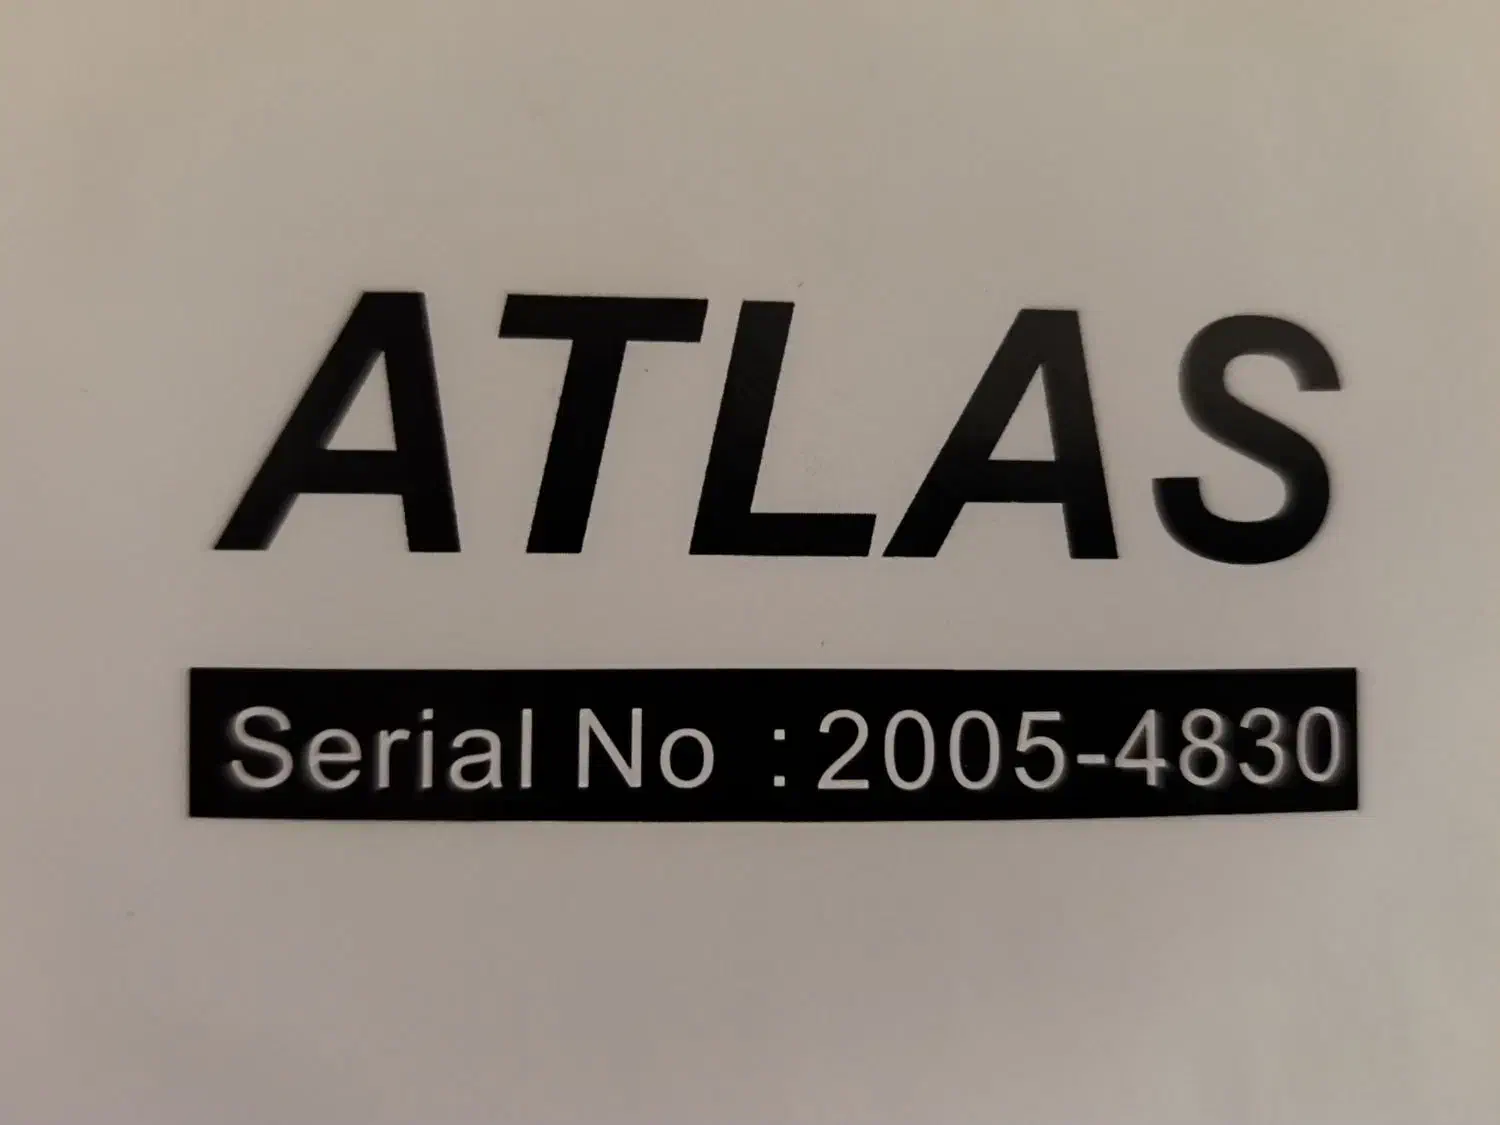 ATLAS
Serial No : 2005-4830